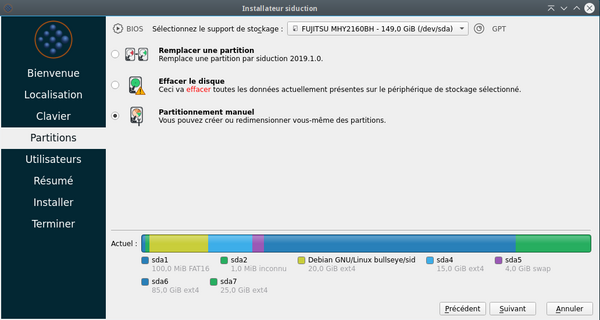 Installateur siduction
BIOS Sélectionnez le support de stockage : FUJITSU MHY2160BH - 149,0 GiB (/dev/sda) GPT
Remplacer une partition
Remplace une partition par siduction 2019.1.0.
Effacer le disque
Ceci va effacer toutes les données actuellement présentes sur le périphérique de stockage sélectionné.
Partitionnement manuel
Vous pouvez créer ou redimensionner vous-même des partitions.
Bienvenue
Localisation
Clavier
Partitions
Utilisateurs
Résumé
Installer
Terminer
Actuel :
sda1 sda2 Debian GNU/Linux bullseye/sid sda4 sda5
100,0 MiB FAT16 1,0 MiB inconnu 20,0 GiB ext4 15,0 GiB ext4 4,0 GiB swap
sda6 sda7
85,0 GiB ext4 25,0 GiB ext4
Précédent Suivant Annuler